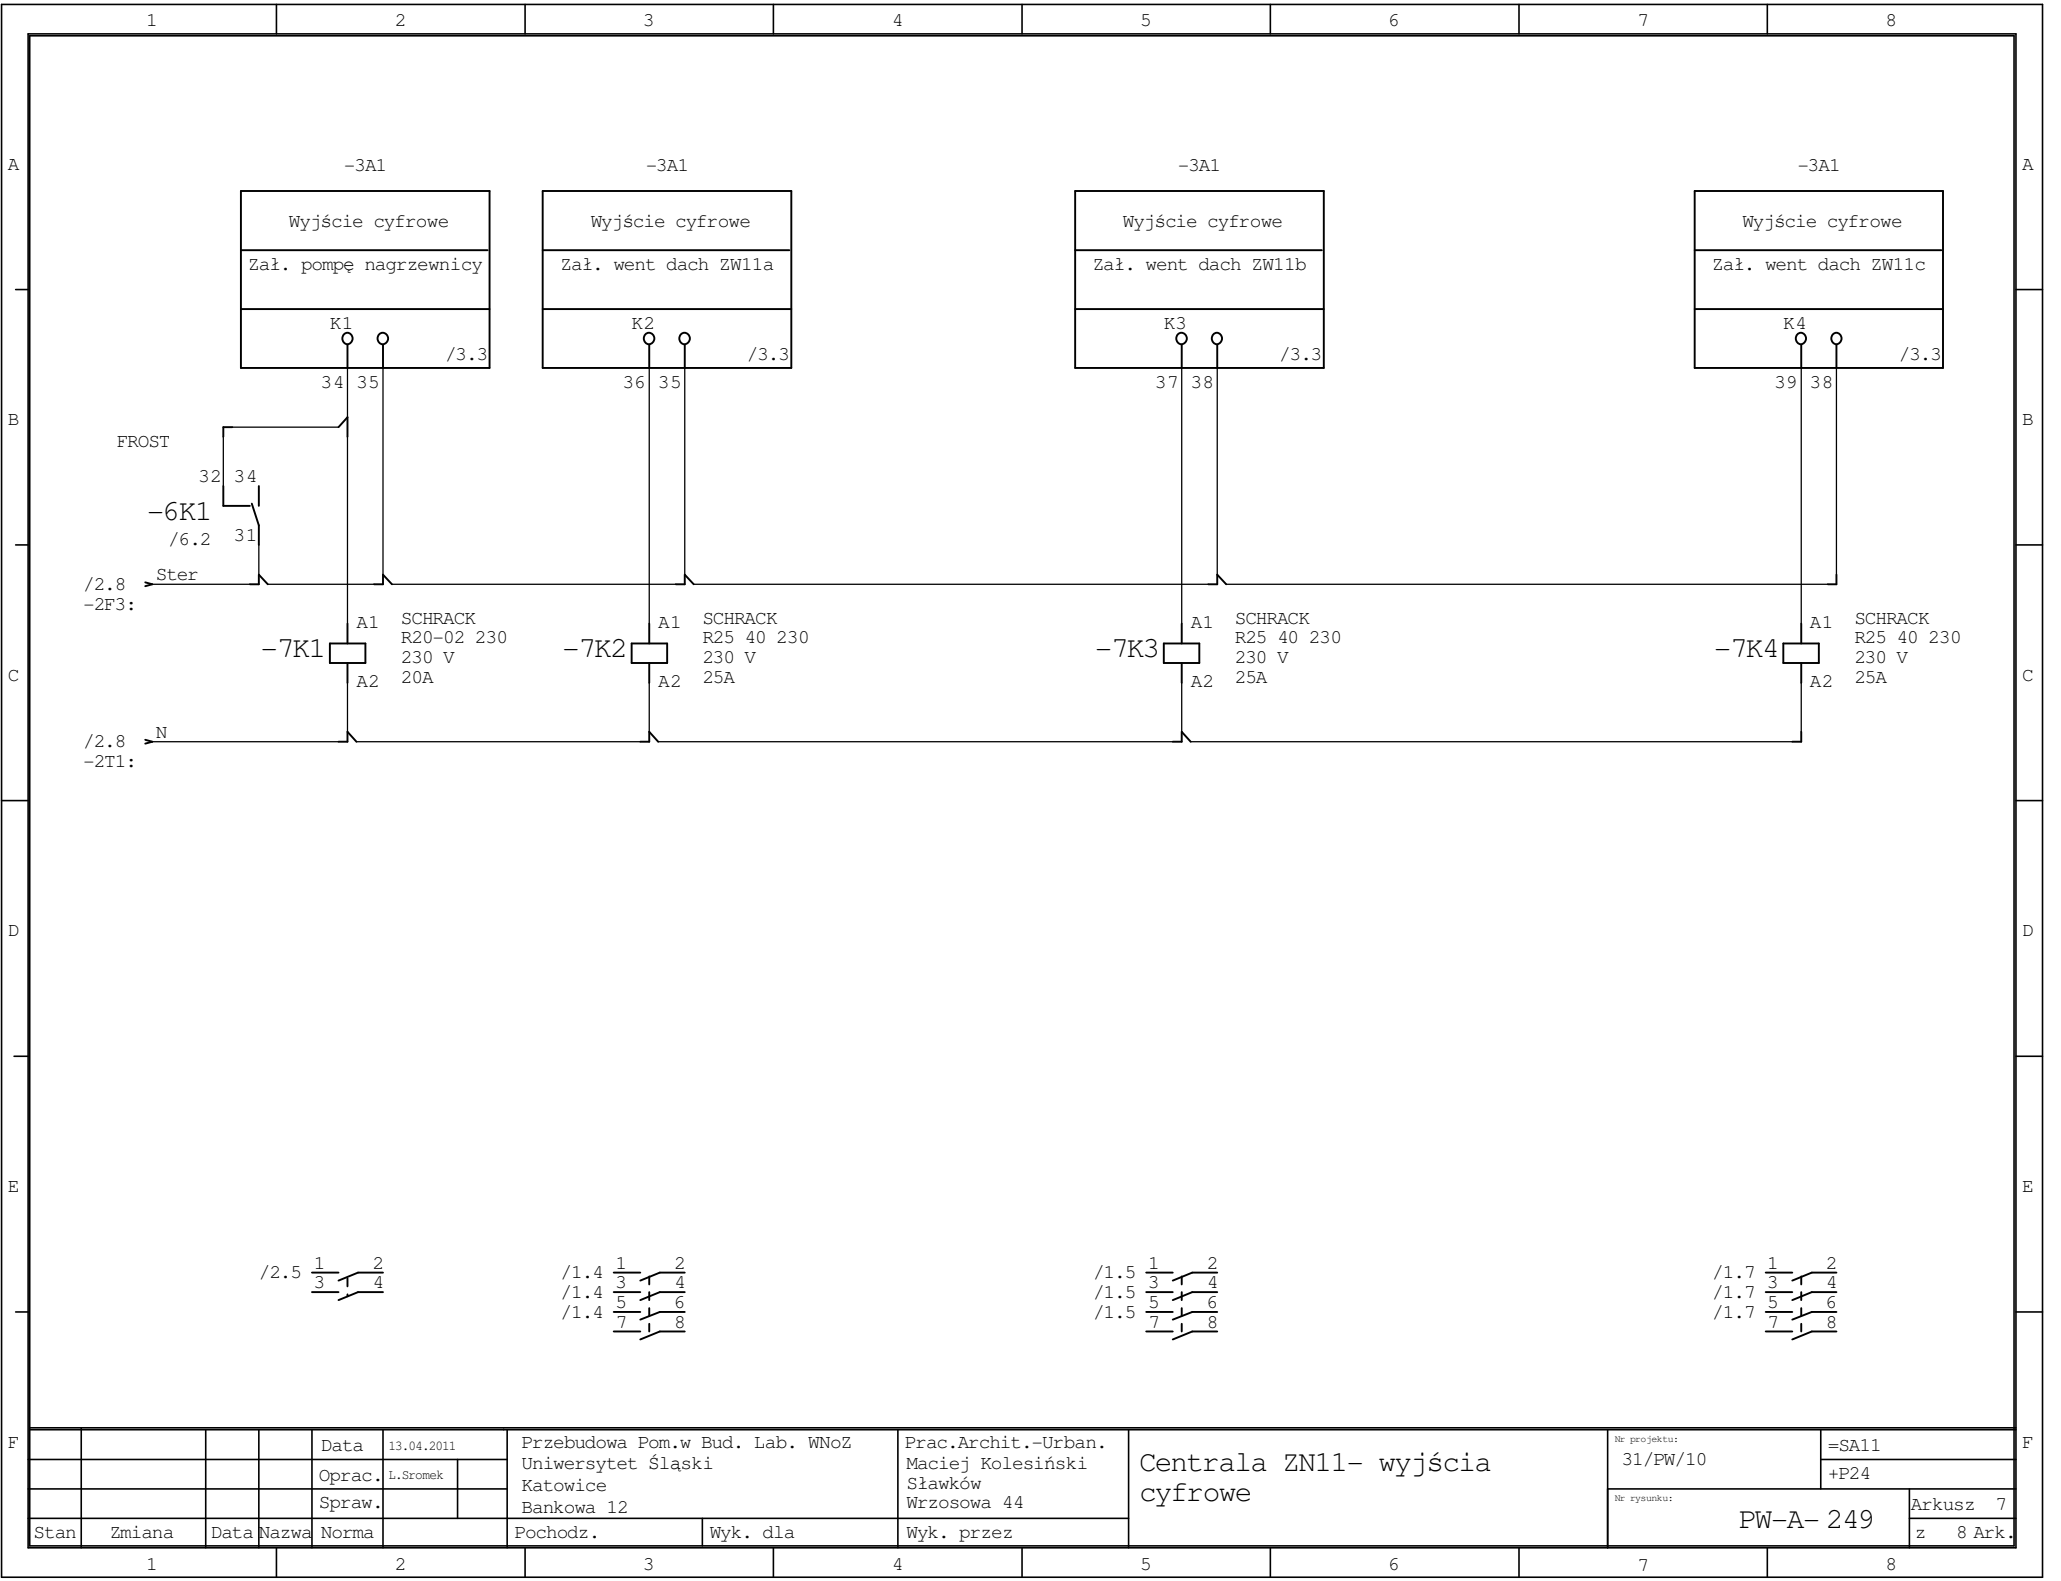 1 2 3 4 5 6 7 8
A A
-3A1 -3A1 -3A1 -3A1
Wyjście cyfrowe Wyjście cyfrowe Wyjście cyfrowe Wyjście cyfrowe
Zał. pompę nagrzewnicy Zał. went dach ZW11a Zał. went dach ZW11b Zał. went dach ZW11c
K1 K2 K3 K4
/3.3 /3.3 /3.3 /3.3
34 35 36 35 37 38 39 38
B B
FROST
32 34
-6K1
/6.2 31
Ster
/2.8
-2F3:
A1 SCHRACK A1 SCHRACK A1 SCHRACK A1 SCHRACK
R20-02 230 R25 40 230 R25 40 230 R25 40 230
-7K1 230 V -7K2 230 V -7K3 230 V -7K4 230 V
A2 20A A2 25A A2 25A A2 25A
C C
N
/2.8
-2T1:
D D
E E
1 2 1 2 1 2 1 2
/2.5 /1.4 /1.5 /1.7
3 4 3 4 3 4 3 4
/1.4 /1.5 /1.7
5 6 5 6 5 6
/1.4 /1.5 /1.7
7 8 7 8 7 8
F F
Data 13.04.2011
Oprac. L.Sromek
Spraw.
Stan Zmiana Data Nazwa Norma
Przebudowa Pom.w Bud. Lab. WNoZ
Uniwersytet Śląski
Katowice
Bankowa 12
Pochodz. Wyk. dla
Prac.Archit.-Urban.
Maciej Kolesiński
Sławków
Wrzosowa 44
Wyk. przez
Centrala ZN11- wyjścia
cyfrowe
Nr projektu:
31/PW/10
=SA11
+P24
Nr rysunku:
PW-A- 249
Arkusz 7
z 8 Ark.
1 2 3 4 5 6 7 8